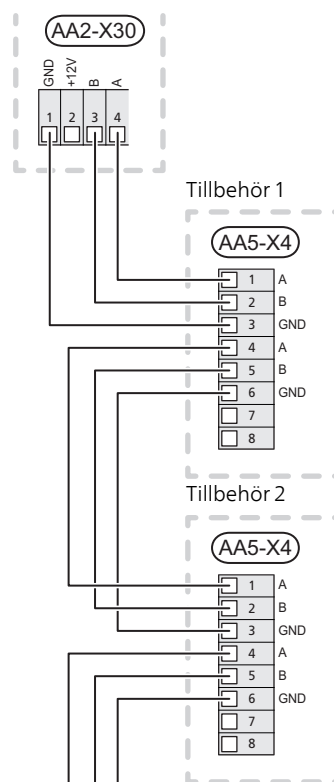 AA2-X30
GND +12V B A
1 2 3 4
Tillbehör 1
AA5-X4
1 A
2 B
3 GND
4 A
5 B
6 GND
7
8
Tillbehör 2
AA5-X4
1 A
2 B
3 GND
4 A
5 B
6 GND
7
8